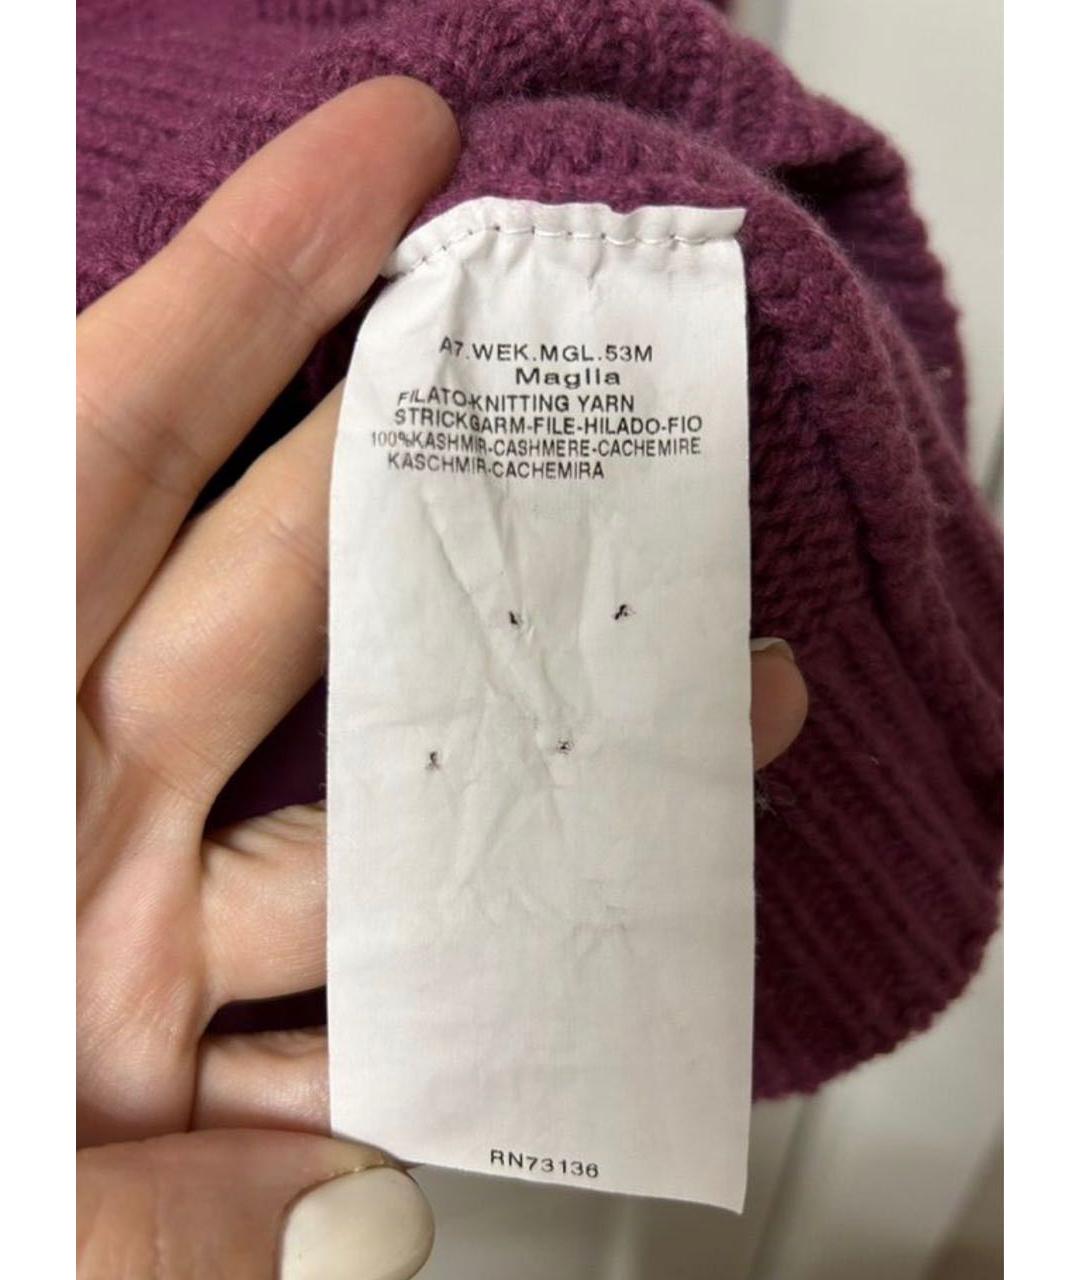 A7.WEK.MGL.53M
Maglia
FILATO-KNITTING YARN
STRICKGARM-FILE-HILADO-FIO
100%KASHMIR-CASHMERE-CACHEMIRE
KASCHMIR-CACHEMIRA
RN73136